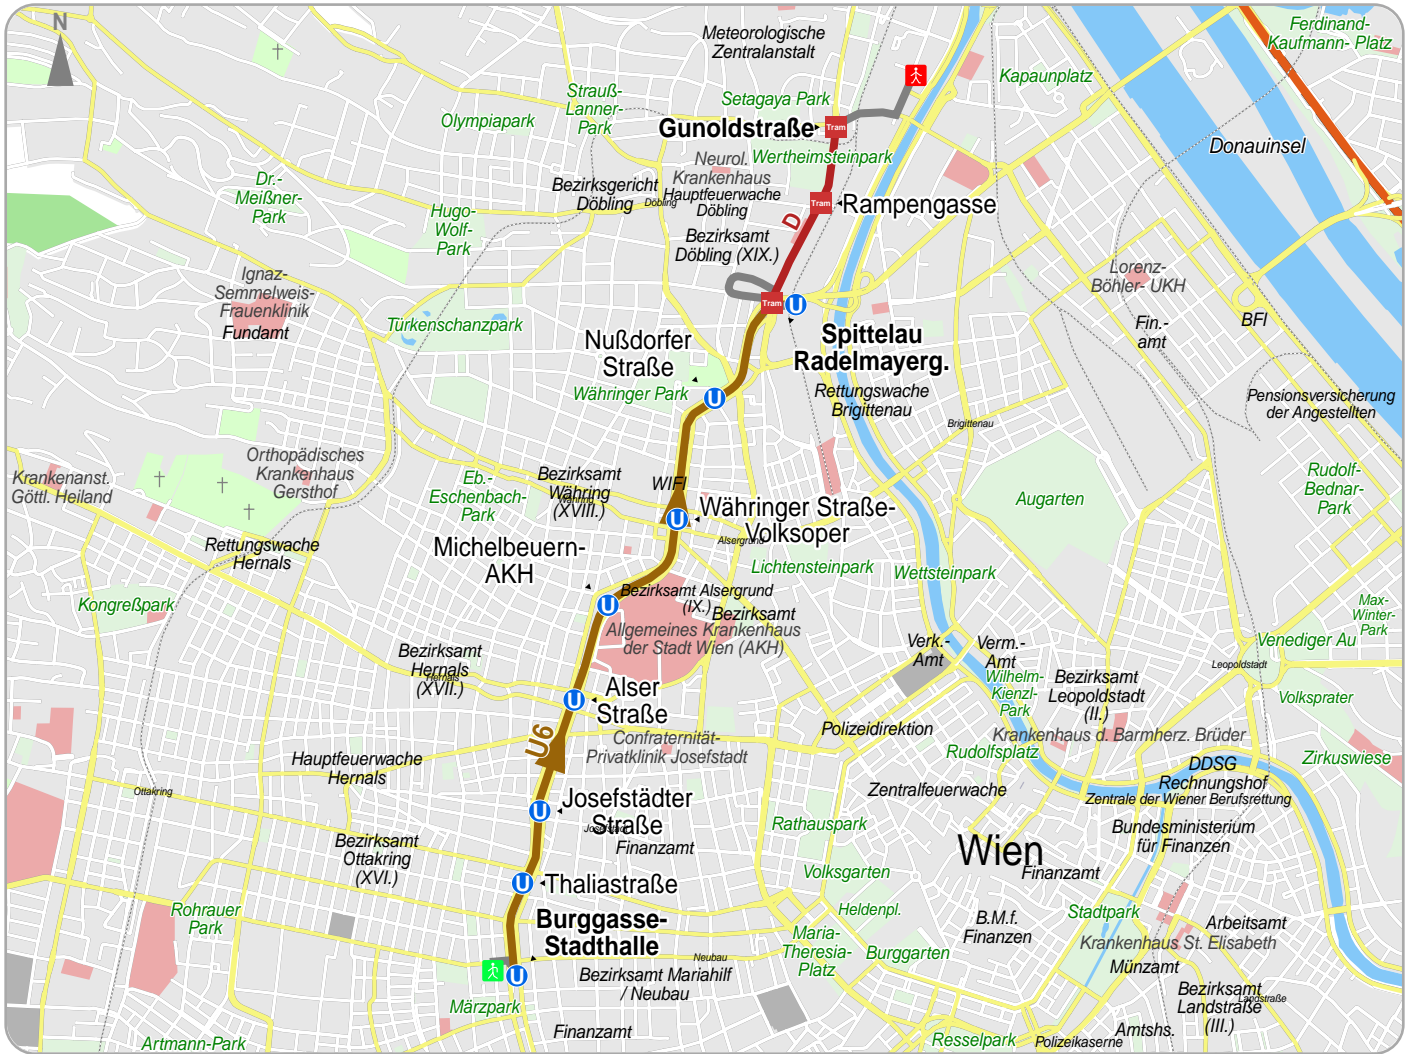 N
Meteorologische
Zentralanstalt
Ferdinand-
Kaufmann- Platz
Kapaunplatz
Strauß-
Lanner-
Park
Setagaya Park
Olympiapark
Gunoldstraße
Tram
Donauinsel
Neurol.
Krankenhaus
Wertheimsteinpark
Dr.-
Meißner-
Park
Bezirksgericht
Döbling
Döbling
Hauptfeuerwache
Döbling
Tram
Rampengasse
Hugo-
Wolf-
Park
D
Bezirksamt
Döbling (XIX.)
Ignaz-
Semmelweis-
Frauenklinik
Fundamt
Lorenz-
Böhler- UKH
Tram
U
Türkenschanzpark
Fin.-
amt
BFI
Nußdorfer
Straße
Spittelau
Radelmayerg.
Währinger Park
U
Rettungswache
Brigittenau
Brigittenau
Pensionsversicherung
der Angestellten
Orthopädisches
Krankenhaus
Gersthof
Krankenanst.
Göttl. Heiland
Eb.-
Eschenbach-
Park
Bezirksamt
Währing
Währing
(XVIII.)
WIFI
Augarten
Rudolf-
Bednar-
Park
U
Währinger Straße-
Volksoper
Alsergrund
Rettungswache
Hernals
Michelbeuern-
AKH
Lichtensteinpark
Wettsteinpark
Kongreßpark
U
Bezirksamt Alsergrund
(IX.)
Bezirksamt
Allgemeines Krankenhaus
der Stadt Wien (AKH)
Max-
Winter-
Park
Venediger Au
Verk.-
Amt
Verm.-
Amt
Leopoldstadt
Bezirksamt
Hernals
Hernals
(XVII.)
Wilhelm-
Kienzl-
Park
Bezirksamt
Leopoldstadt
(II.)
Volksprater
U
Alser
Straße
Polizeidirektion
Krankenhaus d. Barmherz. Brüder
U6
Confraternität-
Privatklinik Josefstadt
Rudolfsplatz
Zirkuswiese
Hauptfeuerwache
Hernals
DDSG
Rechnungshof
Zentrale der Wiener Berufsrettung
Zentralfeuerwache
Ottakring
U
Josefstädter
Straße
Josefstadt
Finanzamt
Rathauspark
Bundesministerium
für Finanzen
Bezirksamt
Ottakring
(XVI.)
Wien
Finanzamt
U
Thaliastraße
Volksgarten
Rohrauer
Park
Burggasse-
Stadthalle
Heldenpl.
B.M.f.
Finanzen
Stadtpark
Arbeitsamt
Maria-
Theresia-
Platz
Burggarten
Krankenhaus St. Elisabeth
Münzamt
Neubau
U
Bezirksamt Mariahilf
/ Neubau
Bezirksamt
Landstraße
Landstraße
(III.)
Märzpark
Artmann-Park
Finanzamt
Resselpark
Polizeikaserne
Amtshs.